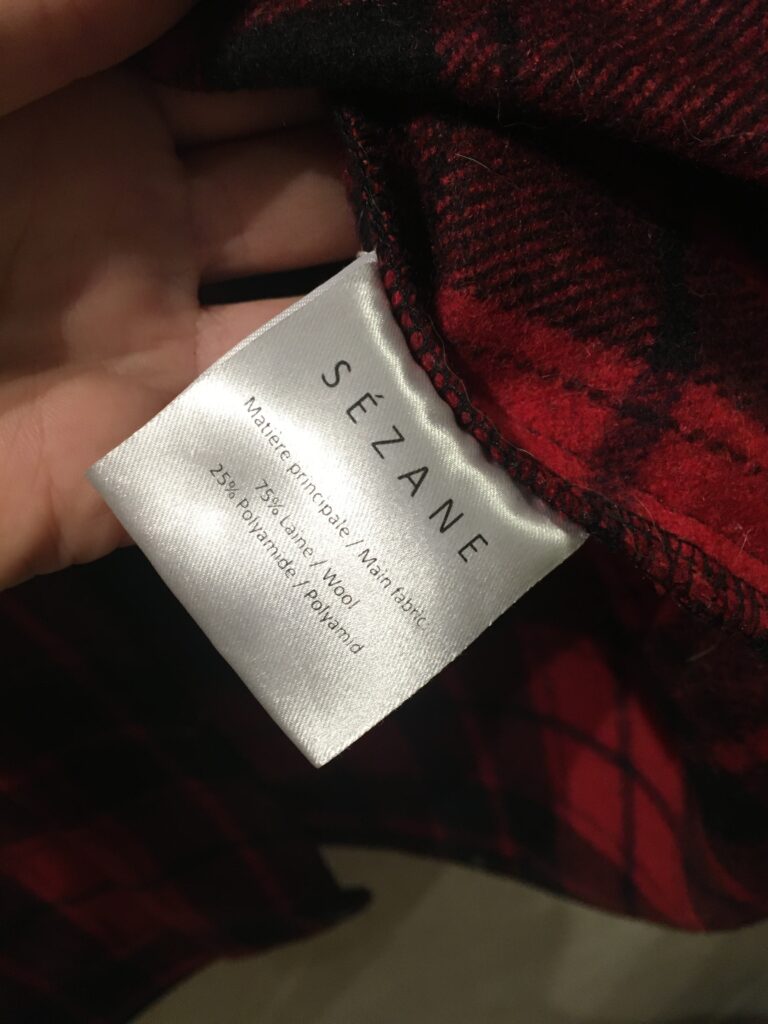 SÉZANE
Matière principale / Main fabric
75% Laine / Wool
25% Polyamide / Polyamid